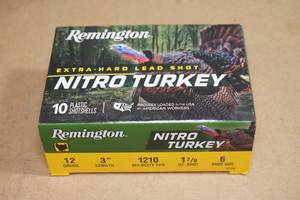 Remington
EXTRA-HARD LEAD SHOT
NITRO TURKEY
10 PLASTIC SHOTSHELLS
PROUDLY LOADED IN THE USA
BY AMERICAN WORKERS
Remington
NITRO
TURKEY
12 3" 1210 1 7/8 6
GAUGE LENGTH VELOCITY FPS OZ. SHOT SHOT SIZE